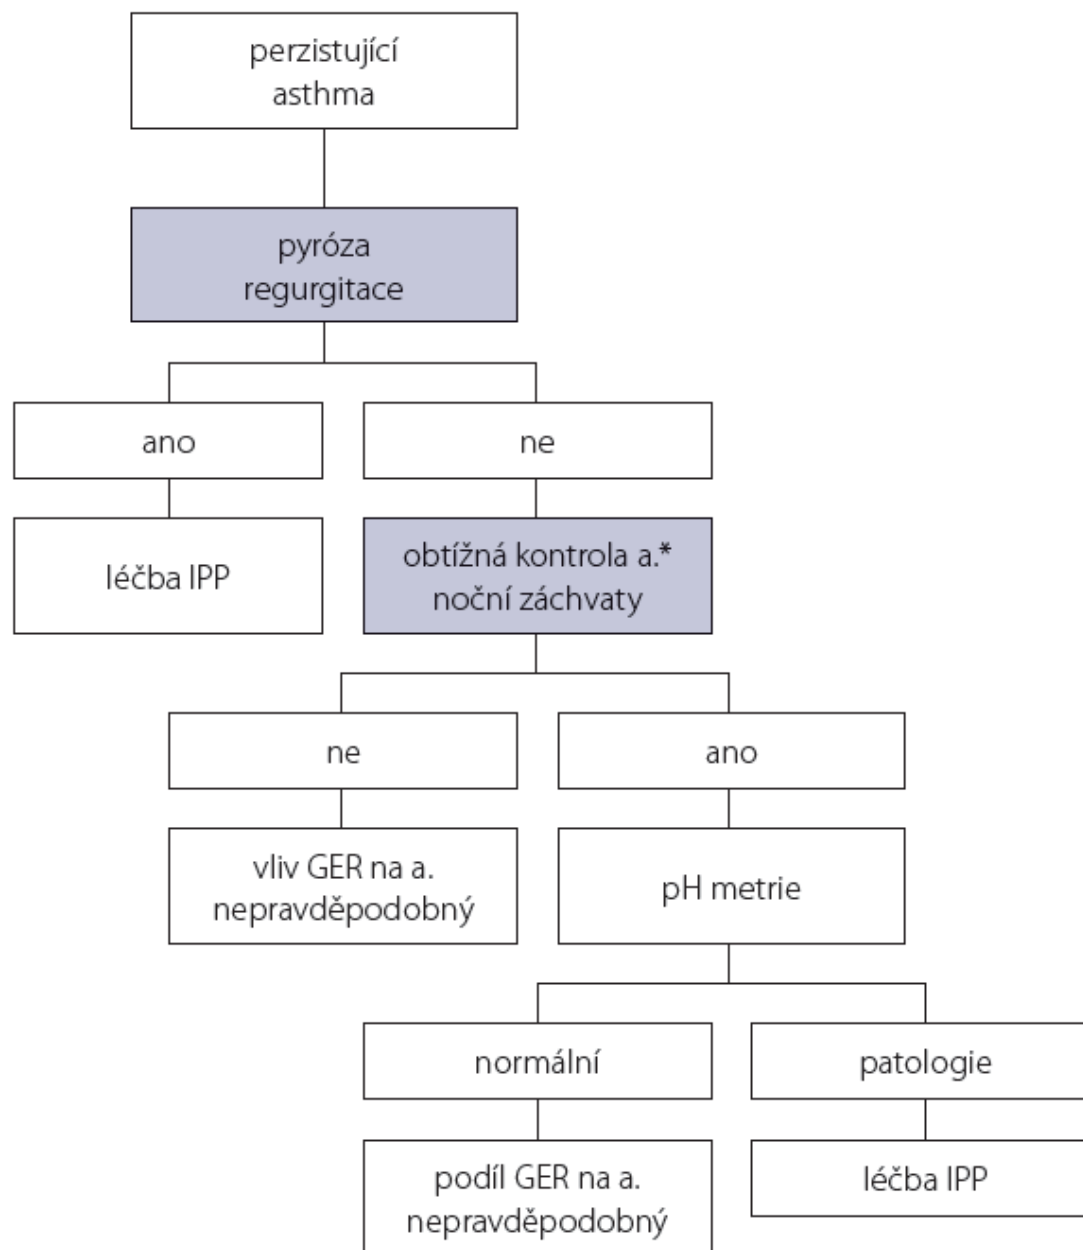 perzistující
asthma
pyróza
regurgitace
ano
ne
léčba IPP
obtížná kontrola a.*
noční záchvaty
ne
ano
vliv GER na a.
nepravděpodobný
pH metrie
normální
patologie
podíl GER na a.
nepravděpodobný
léčba IPP